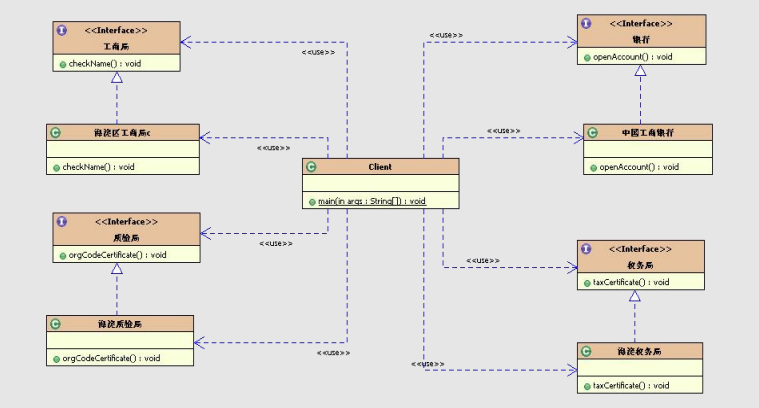 <<Interface>>
工商局
checkName() : void
<<Interface>>
银行
openAccount() : void
<<use>>
<<use>>
海淀区工商局c
checkName() : void
<<use>>
<<use>>
中国工商银行
openAccount() : void
Client
main(in args : String[]) : void
<<Interface>>
质检局
orgCodeCertificate() : void
<<use>>
<<use>>
<<Interface>>
税务局
taxCertificate() : void
海淀质检局
orgCodeCertificate() : void
<<use>>
<<use>>
海淀税务局
taxCertificate() : void